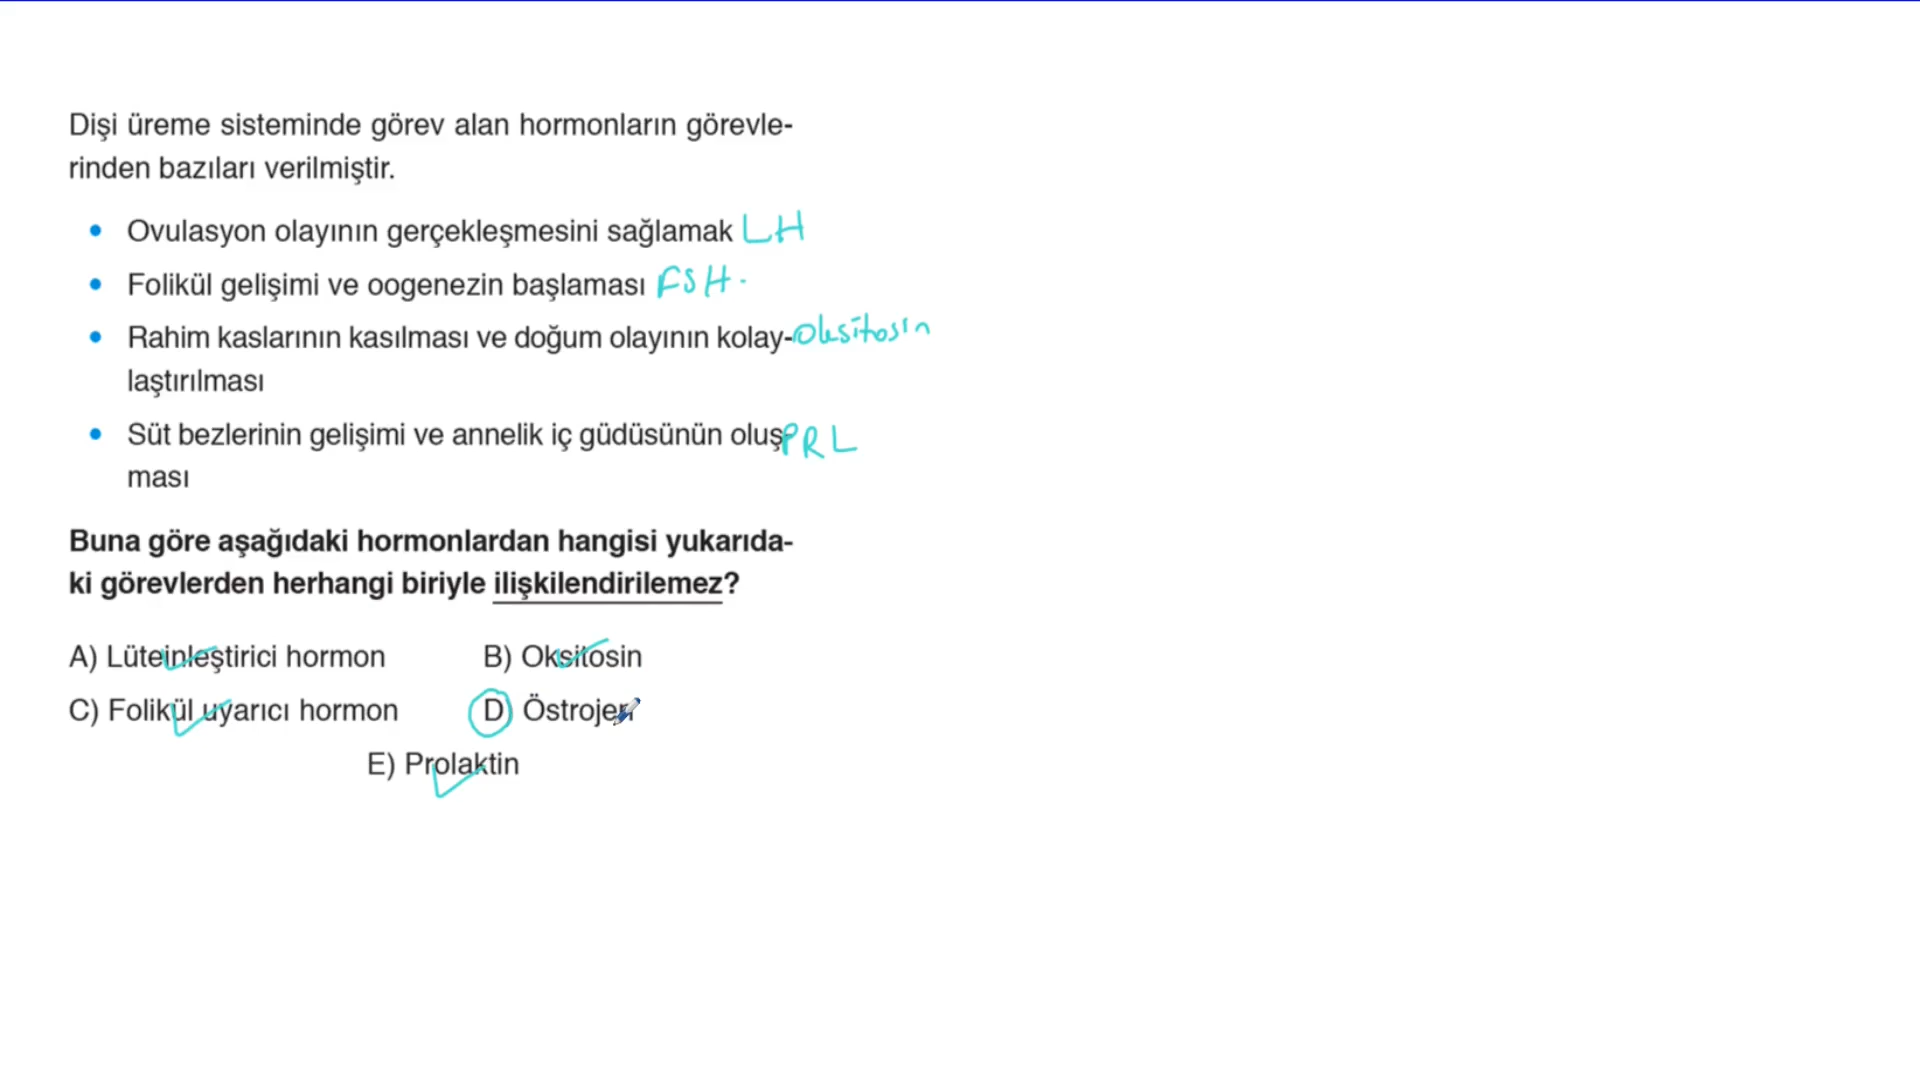 Dişi üreme sisteminde görev alan hormonların görevle-
rinden bazıları verilmiştir.
• Ovulasyon olayının gerçekleşmesini sağlamak LH
• Folikül gelişimi ve oogenezin başlaması FSH.
• Rahim kaslarının kasılması ve doğum olayının kolay- oksitosin
laştırılması
• Süt bezlerinin gelişimi ve annelik iç güdüsünün oluş- PRL
ması
Buna göre aşağıdaki hormonlardan hangisi yukarıda-
ki görevlerden herhangi biriyle ilişkilendirilemez?
A) Lüteinleştirici hormon B) Oksitosin
C) Folikül uyarıcı hormon D) Östrojen
E) Prolaktin